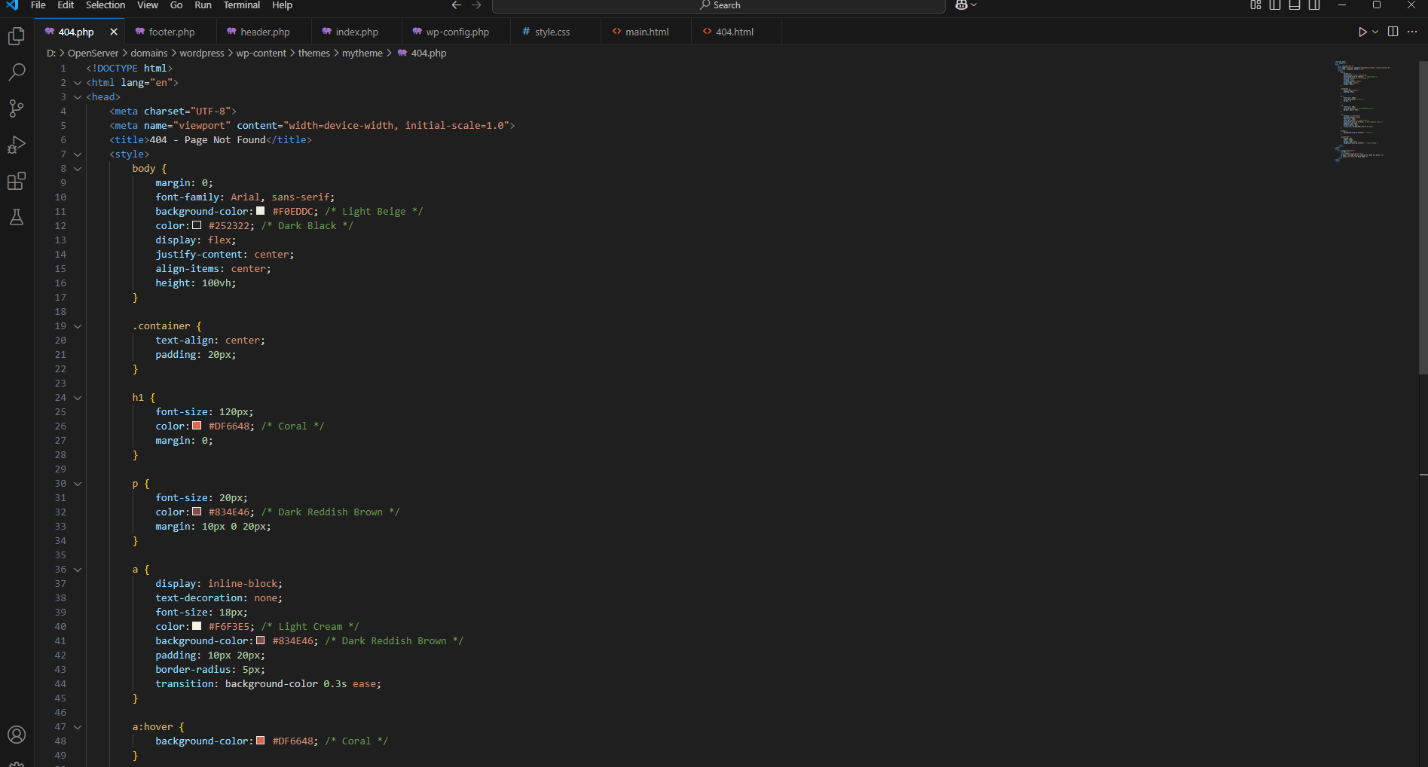 File Edit Selection View Go Run Terminal Help
Search
404.php footer.php header.php index.php wp-config.php # style.css <> main.html <> 404.html
D: > OpenServer > domains > wordpress > wp-content > themes > mytheme > 404.php
1 <!DOCTYPE html>
2 <html lang="en">
3 <head>
4 <meta charset="UTF-8">
5 <meta name="viewport" content="width=device-width, initial-scale=1.0">
6 <title>404 - Page Not Found</title>
7 <style>
8 body {
9 margin: 0;
10 font-family: Arial, sans-serif;
11 background-color: #F0EDDC; /* Light Beige */
12 color: #252322; /* Dark Black */
13 display: flex;
14 justify-content: center;
15 align-items: center;
16 height: 100vh;
17 }
18
19 .container {
20 text-align: center;
21 padding: 20px;
22 }
23
24 h1 {
25 font-size: 120px;
26 color: #DF6648; /* Coral */
27 margin: 0;
28 }
29
30 p {
31 font-size: 20px;
32 color: #834E46; /* Dark Reddish Brown */
33 margin: 10px 0 20px;
34 }
35
36 a {
37 display: inline-block;
38 text-decoration: none;
39 font-size: 18px;
40 color: #F6F3E5; /* Light Cream */
41 background-color: #834E46; /* Dark Reddish Brown */
42 padding: 10px 20px;
43 border-radius: 5px;
44 transition: background-color 0.3s ease;
45 }
46
47 a:hover {
48 background-color: #DF6648; /* Coral */
49 }